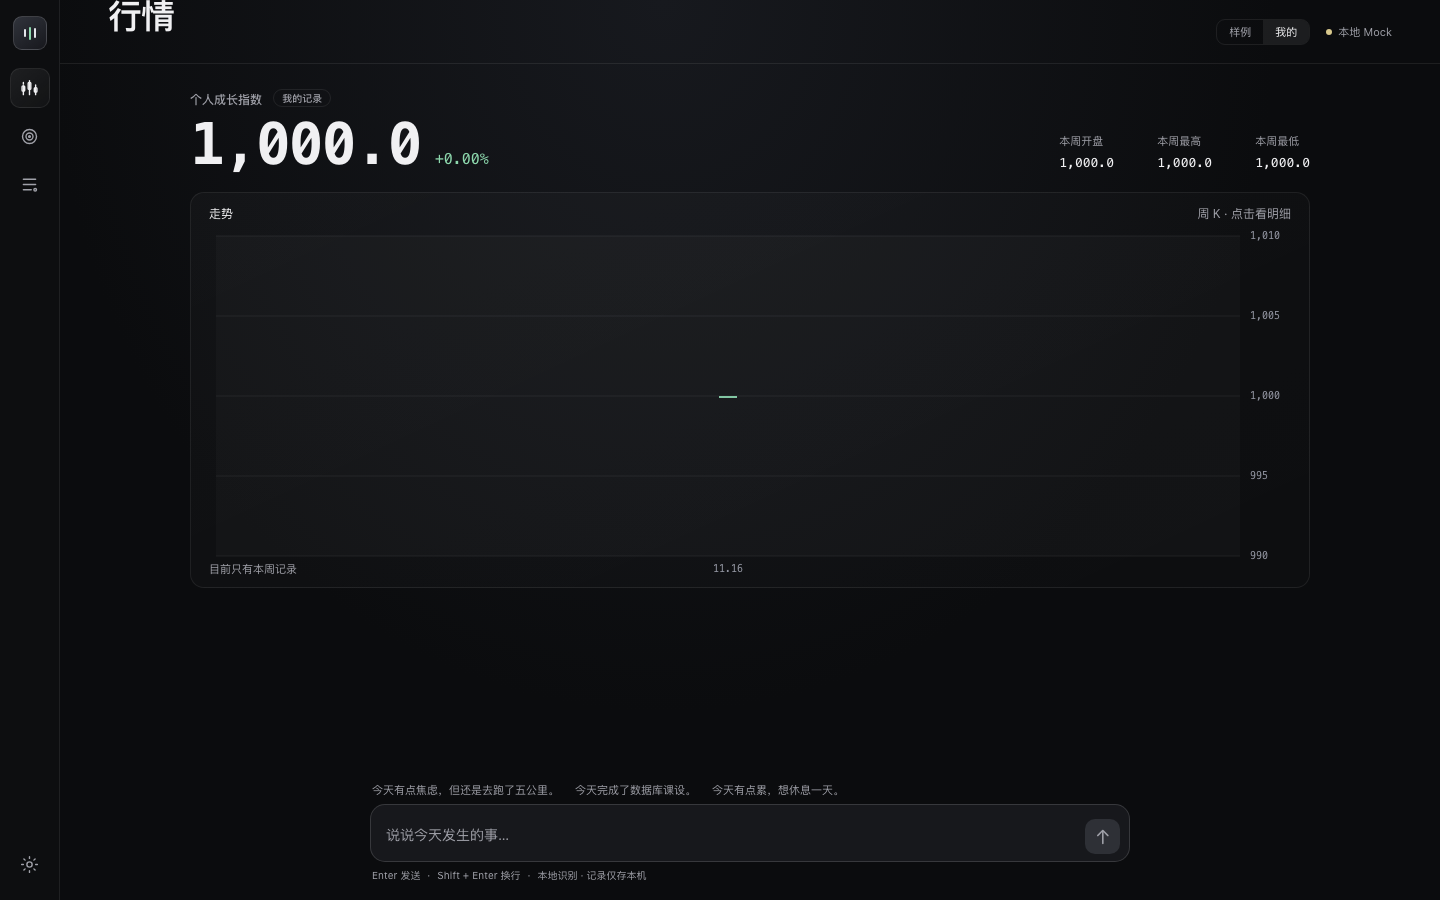 行情
样例 我的 本地 Mock
个人成长指数 我的记录
1,000.0 +0.00%
本周开盘 本周最高 本周最低
1,000.0 1,000.0 1,000.0
走势 周 K · 点击看明细
1,010
1,005
1,000
995
990
目前只有本周记录 11.16
今天有点焦虑，但还是去跑了五公里。 今天完成了数据库课设。 今天有点累，想休息一天。
说说今天发生的事...
Enter 发送 · Shift + Enter 换行 · 本地识别 · 记录仅存本机